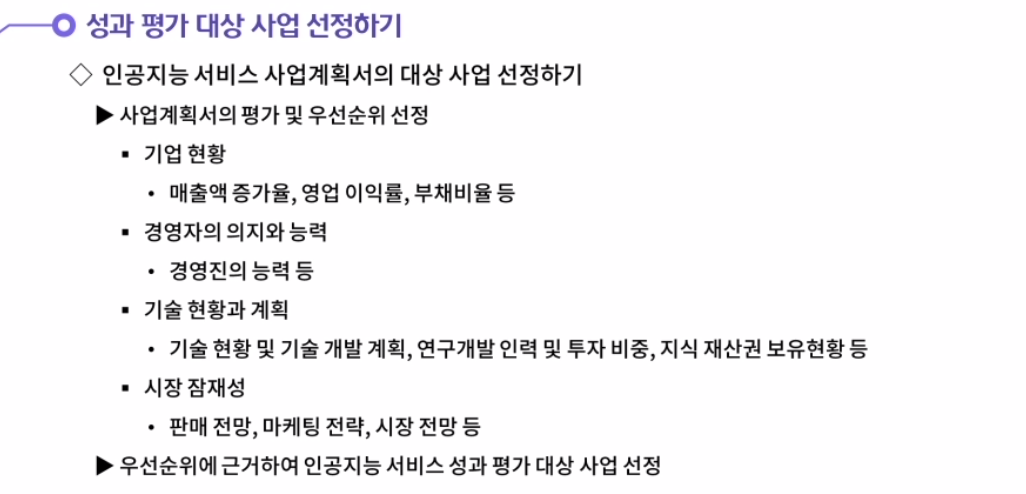 성과 평가 대상 사업 선정하기
◇ 인공지능 서비스 사업계획서의 대상 사업 선정하기
▶ 사업계획서의 평가 및 우선순위 선정
▪ 기업 현황
• 매출액 증가율, 영업 이익률, 부채비율 등
▪ 경영자의 의지와 능력
• 경영진의 능력 등
▪ 기술 현황과 계획
• 기술 현황 및 기술 개발 계획, 연구개발 인력 및 투자 비중, 지식 재산권 보유현황 등
▪ 시장 잠재성
• 판매 전망, 마케팅 전략, 시장 전망 등
▶ 우선순위에 근거하여 인공지능 서비스 성과 평가 대상 사업 선정